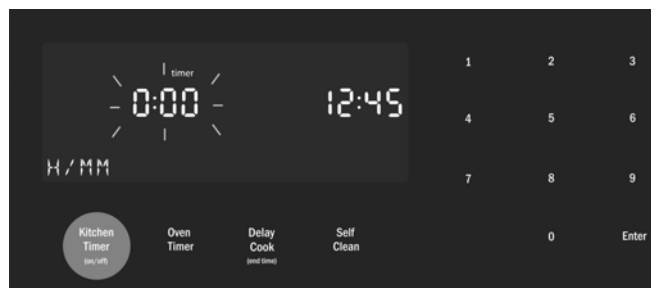 timer
0:00
12:45
H/MM
1 2 3
4 5 6
7 8 9
0 Enter
Kitchen
Timer
(on/off)
Oven
Timer
Delay
Cook
(end time)
Self
Clean